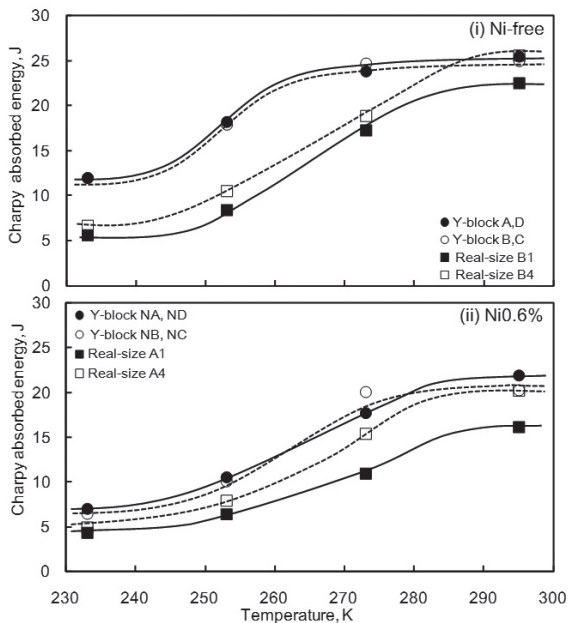 30
(i) Ni-free
25
20
15
10
5
0
Charpy absorbed energy, J
Y-block A,D
Y-block B,C
Real-size B1
Real-size B4
30
(ii) Ni0.6%
25
20
15
10
5
0
Charpy absorbed energy, J
Y-block NA, ND
Y-block NB, NC
Real-size A1
Real-size A4
230 240 250 260 270 280 290 300
Temperature, K